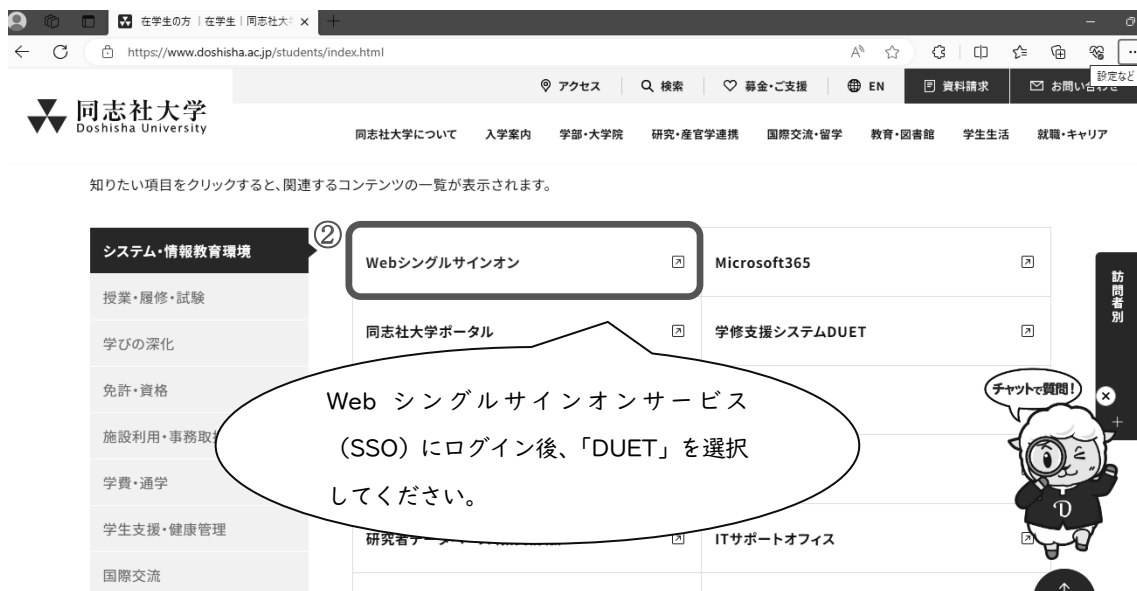 在学生の方｜在学生｜同志社大
https://www.doshisha.ac.jp/students/index.html
設定など
アクセス
検索
募金・ご支援
EN
資料請求
お問い合わせ
同志社大学
Doshisha University
同志社大学について
入学案内
学部・大学院
研究・産官学連携
国際交流・留学
教育・図書館
学生生活
就職・キャリア
知りたい項目をクリックすると、関連するコンテンツの一覧が表示されます。
②
システム・情報教育環境
授業・履修・試験
学びの深化
免許・資格
施設利用・事務取
学費・通学
学生支援・健康管理
国際交流
Webシングルサインオン
Microsoft365
同志社大学ポータル
学修支援システムDUET
Web シングルサインオンサービス
（SSO）にログイン後、「DUET」を選択
してください。
研究者データ
ITサポートオフィス
訪問者別
チャットで質問！
D